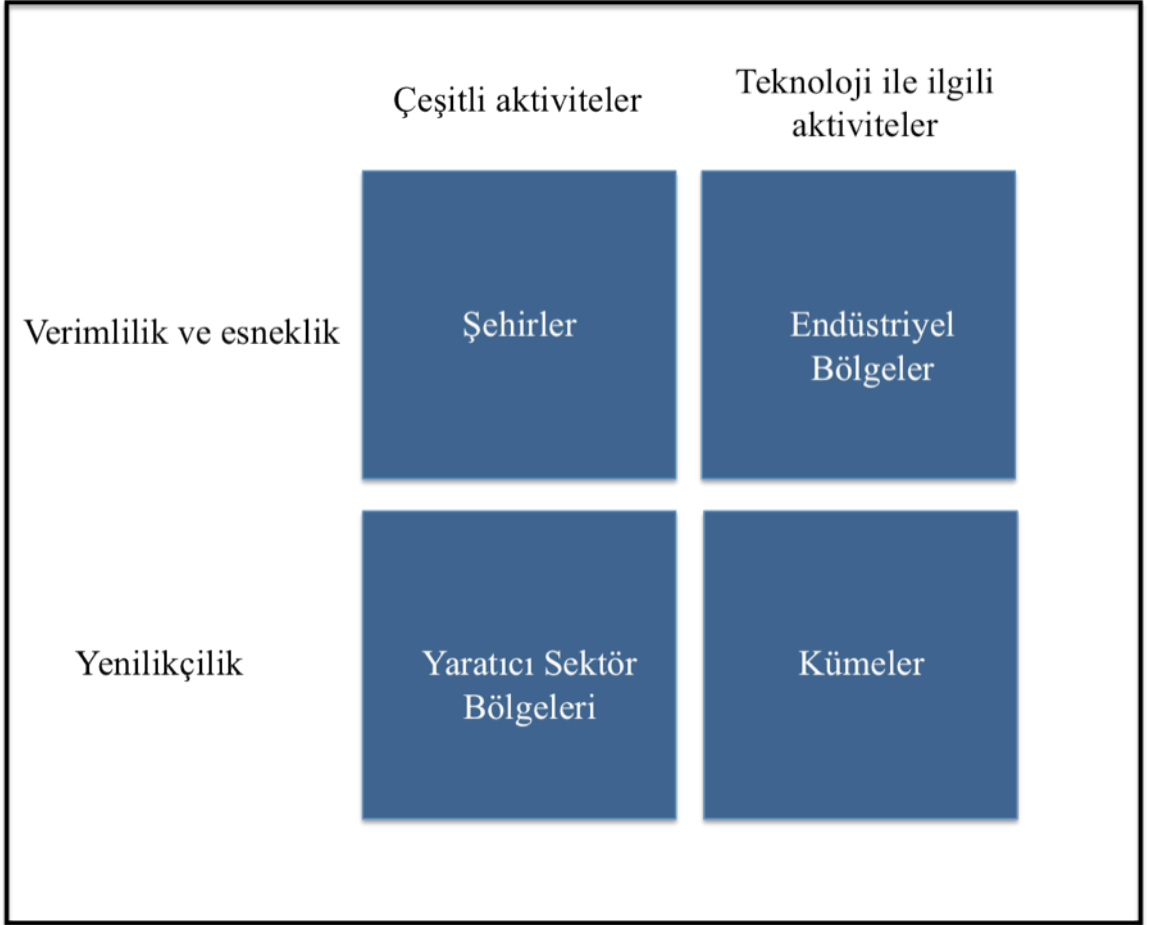 Çeşitli aktiviteler
Teknoloji ile ilgili
aktiviteler
Verimlilik ve esneklik
Şehirler
Endüstriyel
Bölgeler
Yenilikçilik
Yaratıcı Sektör
Bölgeleri
Kümeler